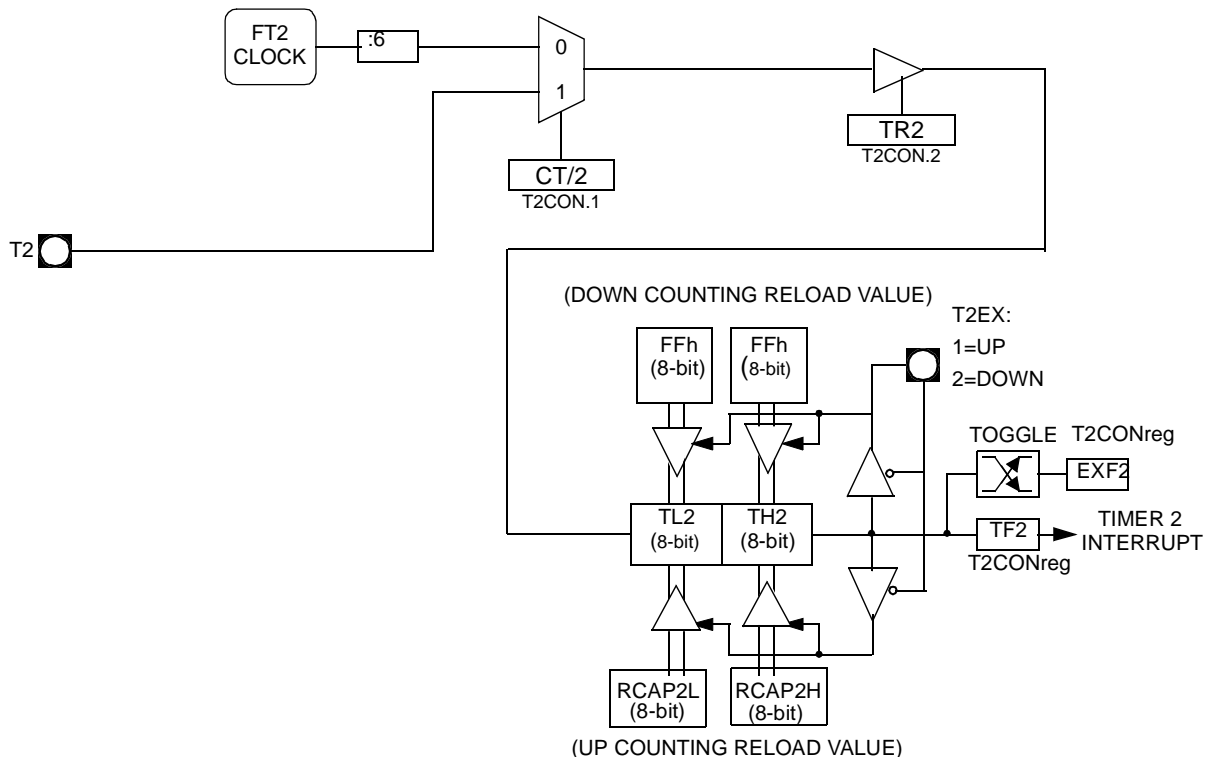 FT2
CLOCK
:6
0
1
TR2
T2CON.2
CT/2
T2CON.1
T2
(DOWN COUNTING RELOAD VALUE)
T2EX:
1=UP
2=DOWN
FFh
(8-bit)
FFh
(8-bit)
TOGGLE
T2CONreg
EXF2
TL2
(8-bit)
TH2
(8-bit)
TF2
T2CONreg
TIMER 2
INTERRUPT
RCAP2L
(8-bit)
RCAP2H
(8-bit)
(UP COUNTING RELOAD VALUE)